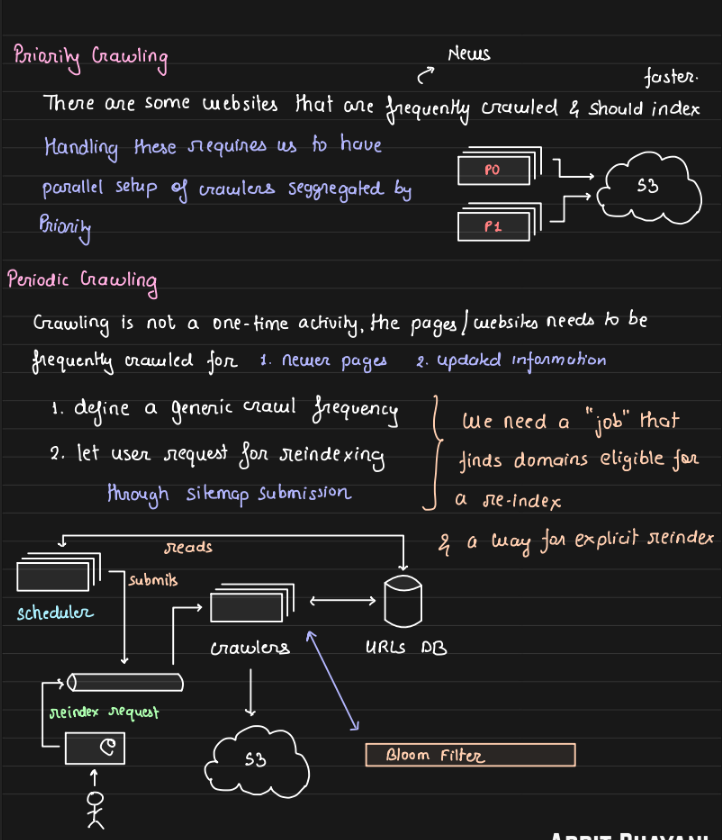 Priority Crawling
News
faster.
There are some websites that are frequently crawled & should index
Handling these requires us to have
parallel setup of crawlers seggregated by
Priority
P0
P1
S3
Periodic Crawling
Crawling is not a one-time activity, the pages / websites needs to be
frequently crawled for 1. newer pages 2. updated information
1. define a generic crawl frequency
2. let user request for reindexing
through sitemap submission
We need a "job" that
finds domains eligible for
a re-index
& a way for explicit reindex
reads
submits
scheduler
crawlers
URLs DB
reindex request
S3
Bloom Filter
ARPIT BHAYANI